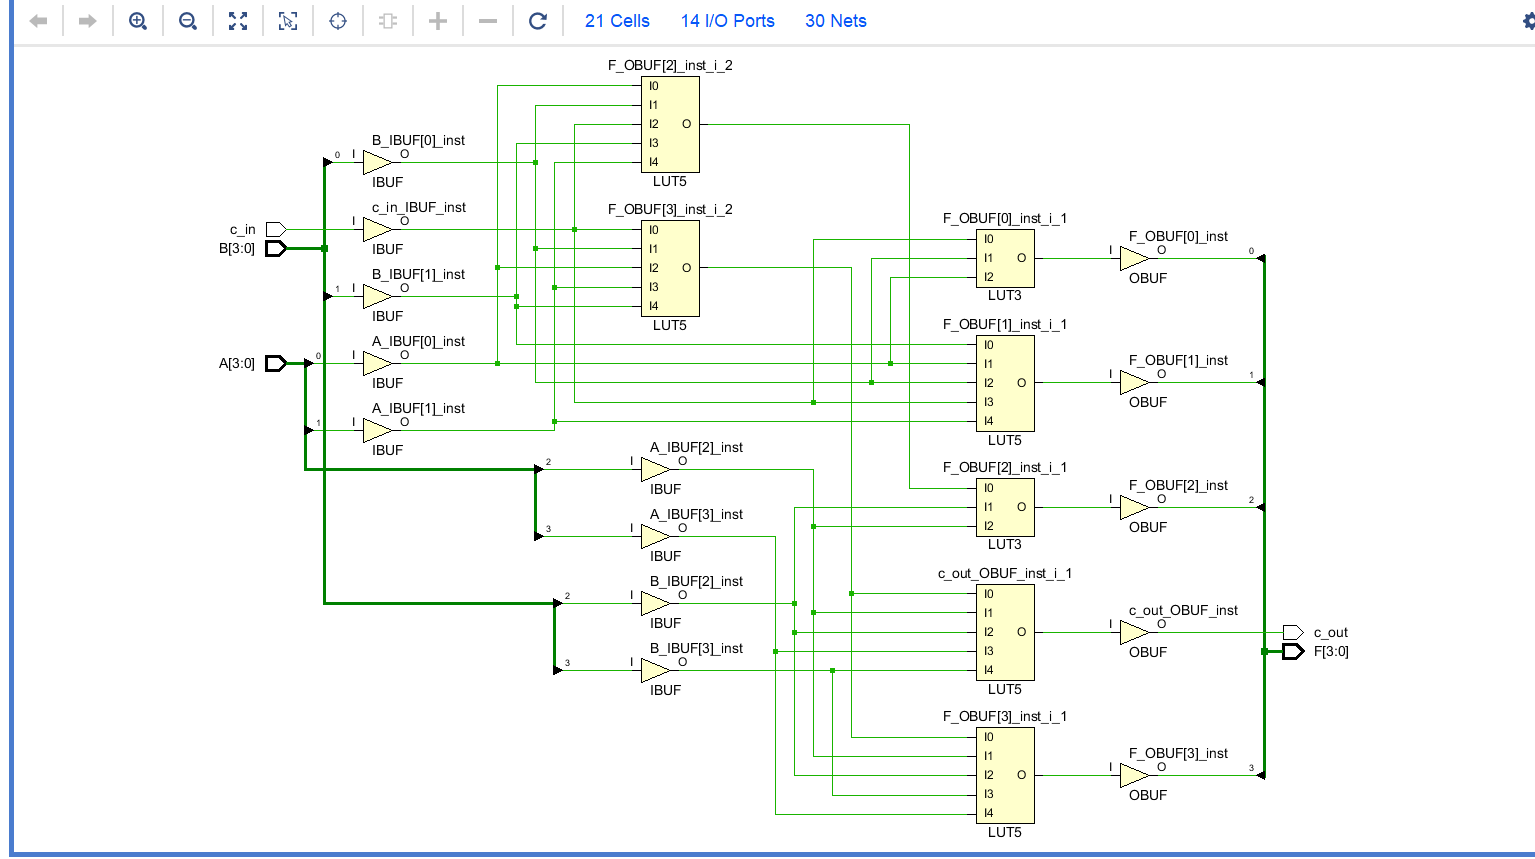 21 Cells 14 I/O Ports 30 Nets
F_OBUF[2]_inst_i_2
I0
I1
I2 O
I3
I4
LUT5
B_IBUF[0]_inst
0 I O
IBUF
c_in_IBUF_inst
c_in I O
IBUF
B[3:0]
F_OBUF[3]_inst_i_2
I0
I1
I2 O
I3
I4
LUT5
B_IBUF[1]_inst
1 I O
IBUF
A_IBUF[0]_inst
A[3:0] 0 I O
IBUF
A_IBUF[1]_inst
1 I O
IBUF
A_IBUF[2]_inst
2 I O
IBUF
A_IBUF[3]_inst
3 I O
IBUF
B_IBUF[2]_inst
2 I O
IBUF
B_IBUF[3]_inst
3 I O
IBUF
F_OBUF[0]_inst_i_1
I0
I1 O
I2
LUT3
F_OBUF[0]_inst
I O 0
OBUF
F_OBUF[1]_inst_i_1
I0
I1
I2 O
I3
I4
LUT5
F_OBUF[1]_inst
I O 1
OBUF
F_OBUF[2]_inst_i_1
I0
I1 O
I2
LUT3
F_OBUF[2]_inst
I O 2
OBUF
c_out_OBUF_inst_i_1
I0
I1
I2 O
I3
I4
LUT5
c_out_OBUF_inst
I O c_out
OBUF F[3:0]
F_OBUF[3]_inst_i_1
I0
I1
I2 O
I3
I4
LUT5
F_OBUF[3]_inst
I O 3
OBUF